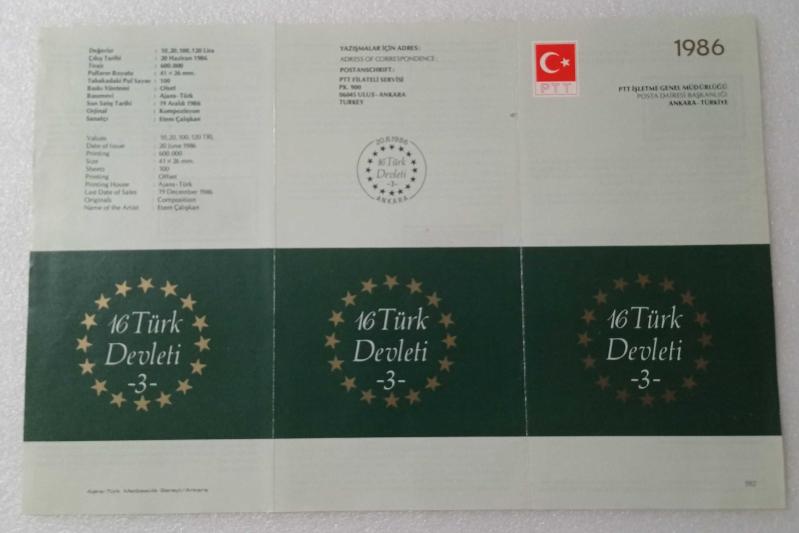 Değerler : 10, 20, 100, 120 Lira
Çıkış Tarihi : 20 Haziran 1986
Tirajı : 600.000
Pulların Boyutu : 41 x 26 mm.
Tabakadaki Pul Sayısı : 100
Baskı Yöntemi : Ofset
Basımevi : Ajans-Türk
Son Satış Tarihi : 19 Aralık 1986
Orjinal : Kompozisyon
Sanatçı : Etem Çalışkan
Values : 10, 20, 100, 120 TRL.
Date of Issue : 20 June 1986
Printing : 600.000
Size : 41 x 26 mm.
Sheets : 100
Printing : Offset
Printing House : Ajans-Türk
Last Date of Sales : 19 December 1986
Originals : Composition
Name of the Artist : Etem Çalışkan
YAZIŞMALAR İÇİN ADRES :
ADRESS OF CORRESPONDENCE :
POSTANSCHRIFT :
PTT FİLATELİ SERVİSİ
PK. 900
06045 ULUS-ANKARA
TURKEY
20.6.1986
16 Türk
Devleti
-3-
ANKARA
1986
PTT
PTT İŞLETME GENEL MÜDÜRLÜĞÜ
POSTA DAİRESİ BAŞKANLIĞI
ANKARA-TÜRKİYE
16 Türk
Devleti
-3-
16 Türk
Devleti
-3-
16 Türk
Devleti
-3-
Ajans-Türk Matbaacılık Sanayii/Ankara